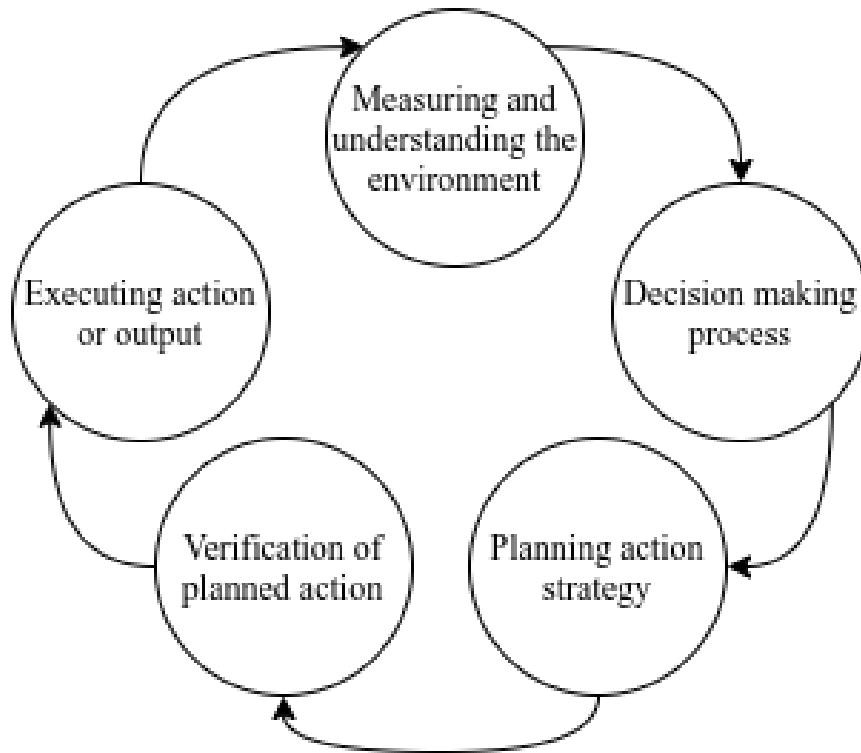 Measuring and
understanding the
environment
Decision making
process
Planning action
strategy
Verification of
planned action
Executing action
or output